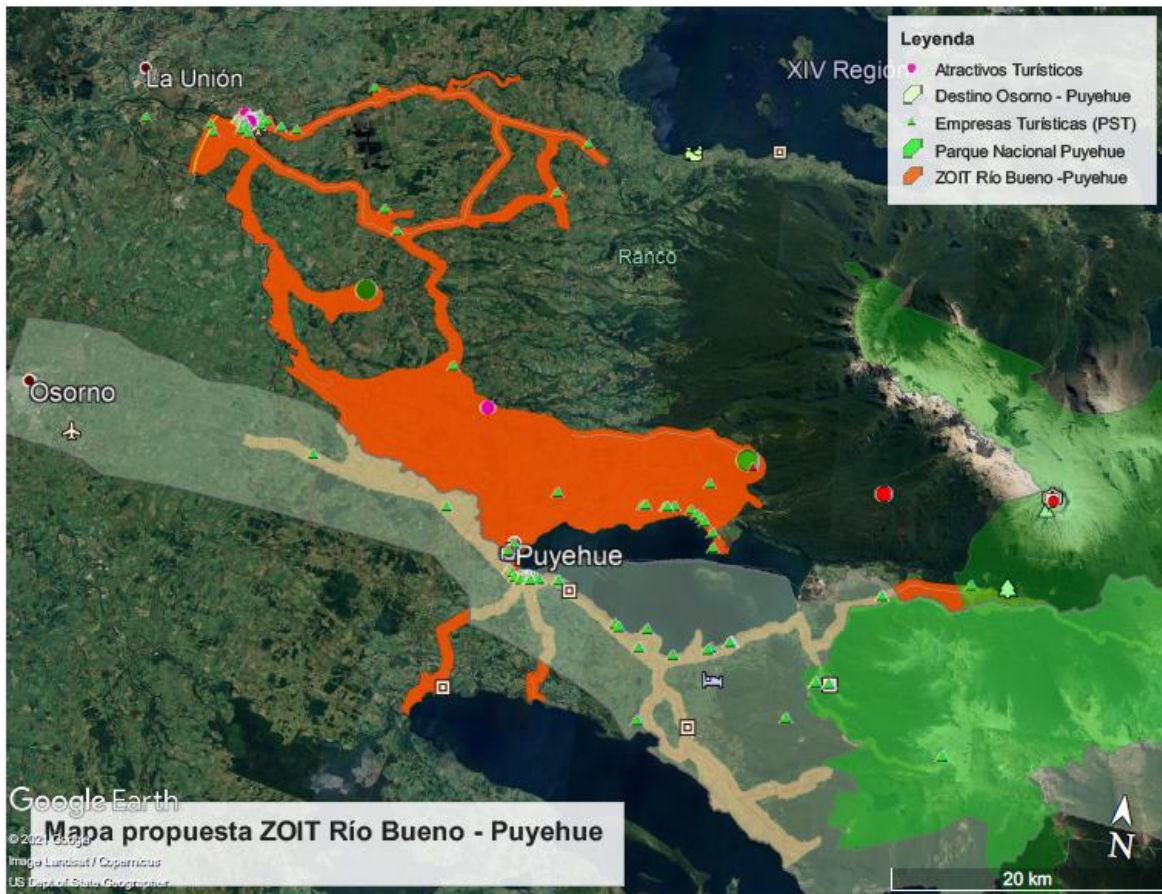 Leyenda
Atractivos Turísticos
Destino Osorno - Puyehue
Empresas Turísticas (PST)
Parque Nacional Puyehue
ZOIT Río Bueno -Puyehue
La Unión
XIV Region
Ranco
Osorno
Puyehue
Google Earth
Mapa propuesta ZOIT Río Bueno - Puyehue
Google
Image Landsat / Copernicus
US Dept of State Geographer
N
20 km